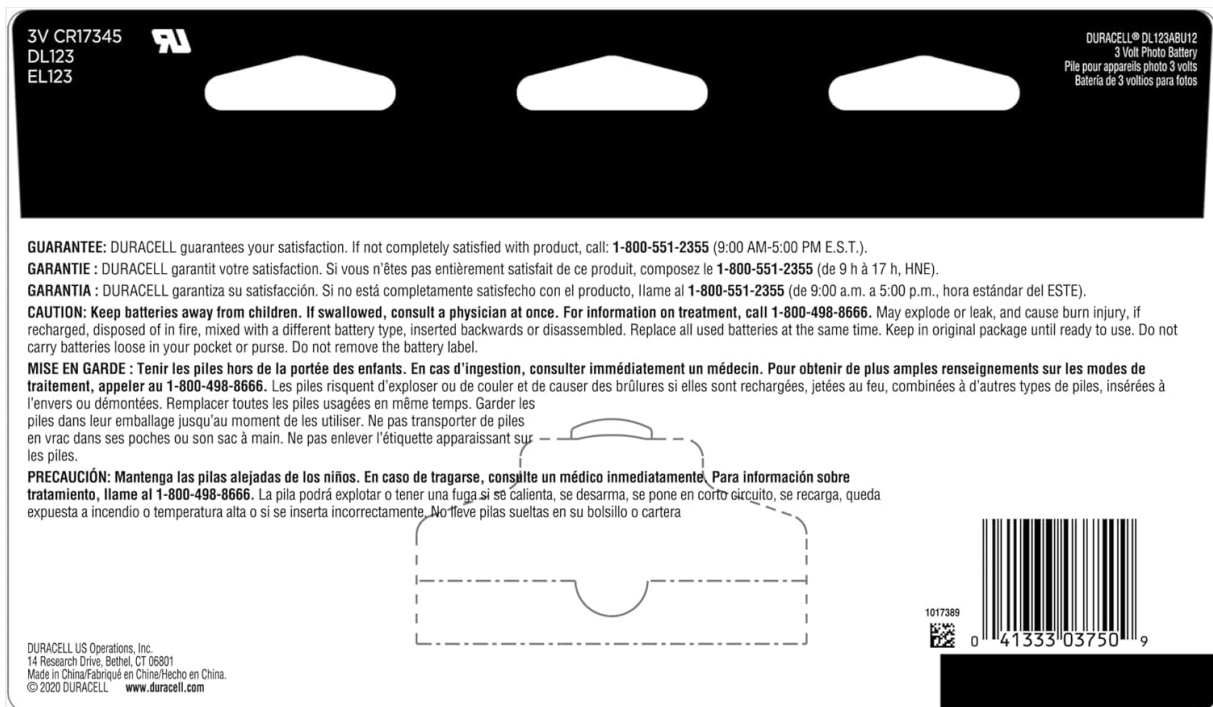 3V CR17345
DL123
EL123
DURACELL® DL123ABU12
3 Volt Photo Battery
Pile pour appareils photo 3 volts
Batería de 3 voltios para fotos
GUARANTEE: DURACELL guarantees your satisfaction. If not completely satisfied with product, call: 1-800-551-2355 (9:00 AM-5:00 PM E.S.T.).
GARANTIE : DURACELL garantit votre satisfaction. Si vous n'êtes pas entièrement satisfait de ce produit, composez le 1-800-551-2355 (de 9 h à 17 h, HNE).
GARANTIA : DURACELL garantiza su satisfacción. Si no está completamente satisfecho con el producto, llame al 1-800-551-2355 (de 9:00 a.m. a 5:00 p.m., hora estándar del ESTE).
CAUTION: Keep batteries away from children. If swallowed, consult a physician at once. For information on treatment, call 1-800-498-8666. May explode or leak, and cause burn injury, if
recharged, disposed of in fire, mixed with a different battery type, inserted backwards or disassembled. Replace all used batteries at the same time. Keep in original package until ready to use. Do not
carry batteries loose in your pocket or purse. Do not remove the battery label.
MISE EN GARDE : Tenir les piles hors de la portée des enfants. En cas d'ingestion, consulter immédiatement un médecin. Pour obtenir de plus amples renseignements sur les modes de
traitement, appeler au 1-800-498-8666. Les piles risquent d'exploser ou de couler et de causer des brûlures si elles sont rechargées, jetées au feu, combinées à d'autres types de piles, insérées à
l'envers ou démontées. Remplacer toutes les piles usagées en même temps. Garder les
piles dans leur emballage jusqu'au moment de les utiliser. Ne pas transporter de piles
en vrac dans ses poches ou son sac à main. Ne pas enlever l'étiquette apparaissant sur
les piles.
PRECAUCIÓN: Mantenga las pilas alejadas de los niños. En caso de tragarse, consulte un médico inmediatamente. Para información sobre
tratamiento, llame al 1-800-498-8666. La pila podrá explotar o tener una fuga si se calienta, se desarma, se pone en corto circuito, se recarga, queda
expuesta a incendio o temperatura alta o si se inserta incorrectamente. No lleve pilas sueltas en su bolsillo o cartera
1017389
0 41333 03750 9
DURACELL US Operations, Inc.
14 Research Drive, Bethel, CT 06801
Made in China/Fabriqué en Chine/Hecho en China.
© 2020 DURACELL www.duracell.com